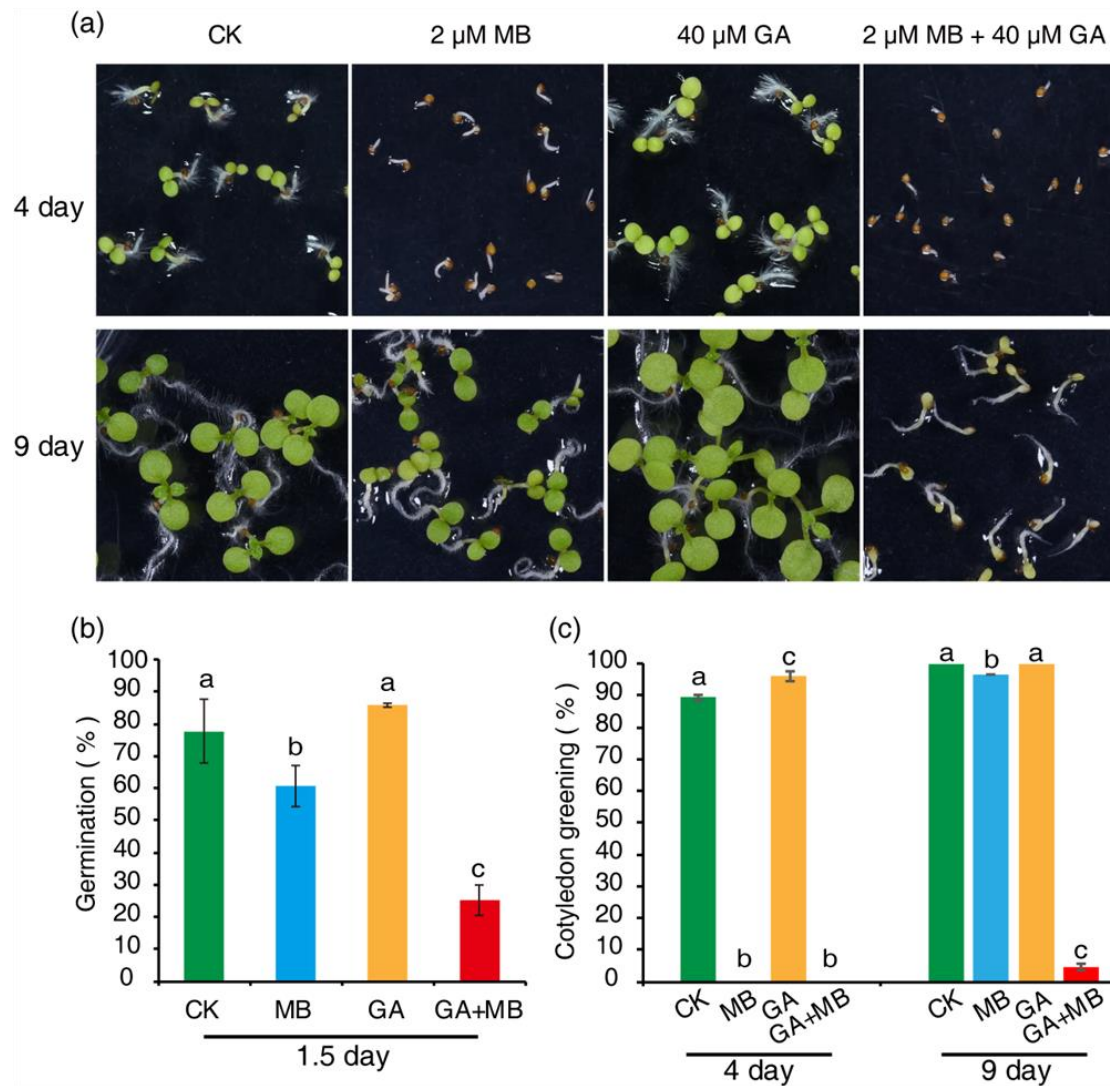 (a)
CK 2 μM MB 40 μM GA 2 μM MB + 40 μM GA
4 day
9 day
(b)
Germination ( % )
100
90
80
70
60
50
40
30
20
10
0
a
b
a
c
CK MB GA GA+MB
1.5 day
(c)
Cotyledon greening ( % )
100
90
80
70
60
50
40
30
20
10
0
a
b
c
b
a
b
a
c
CK MB GA GA+MB
CK MB GA GA+MB
4 day
9 day